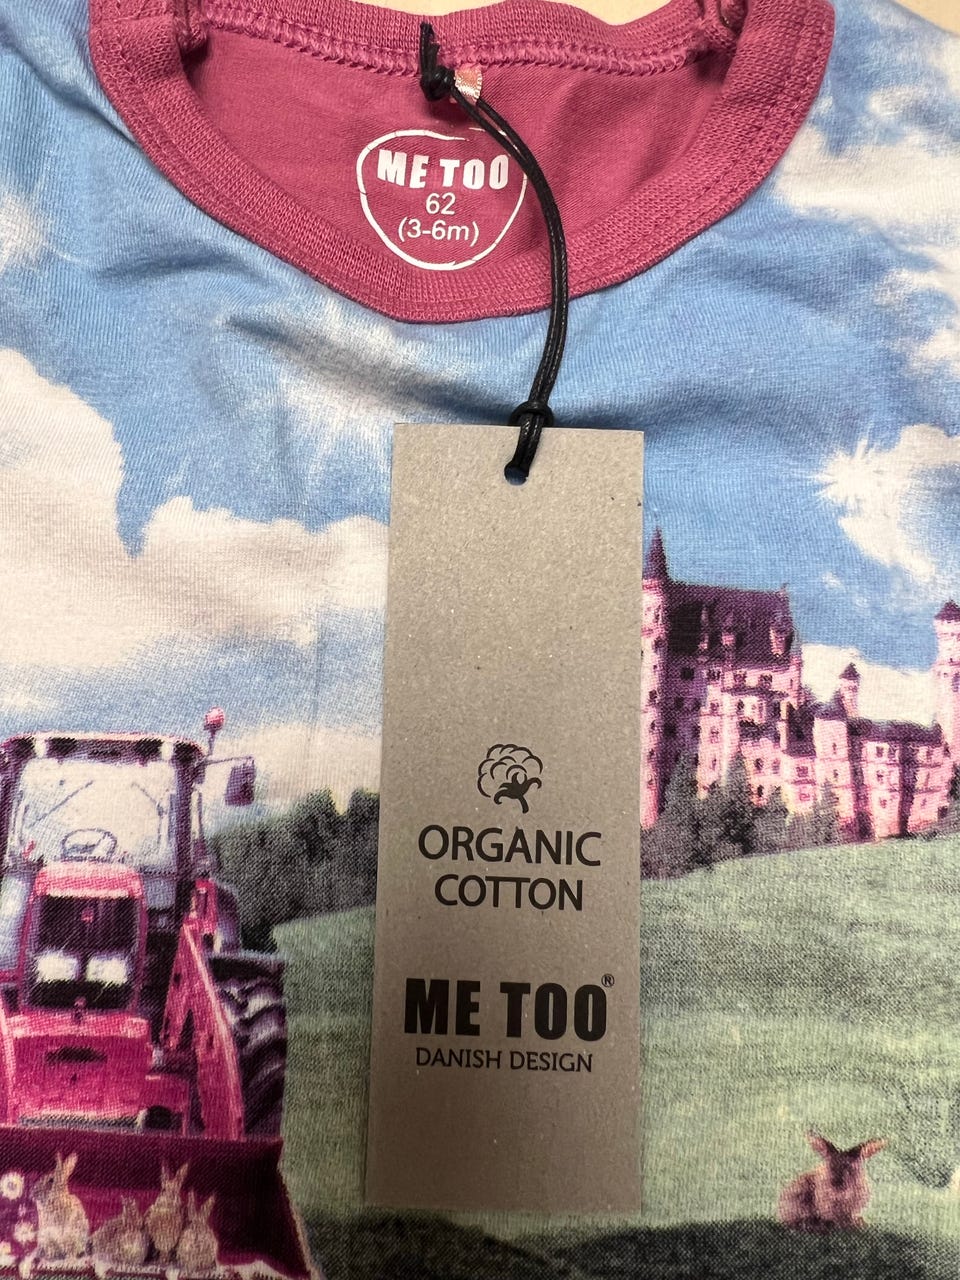 ME TOO
62
(3-6m)
ORGANIC
COTTON
ME TOO®
DANISH DESIGN